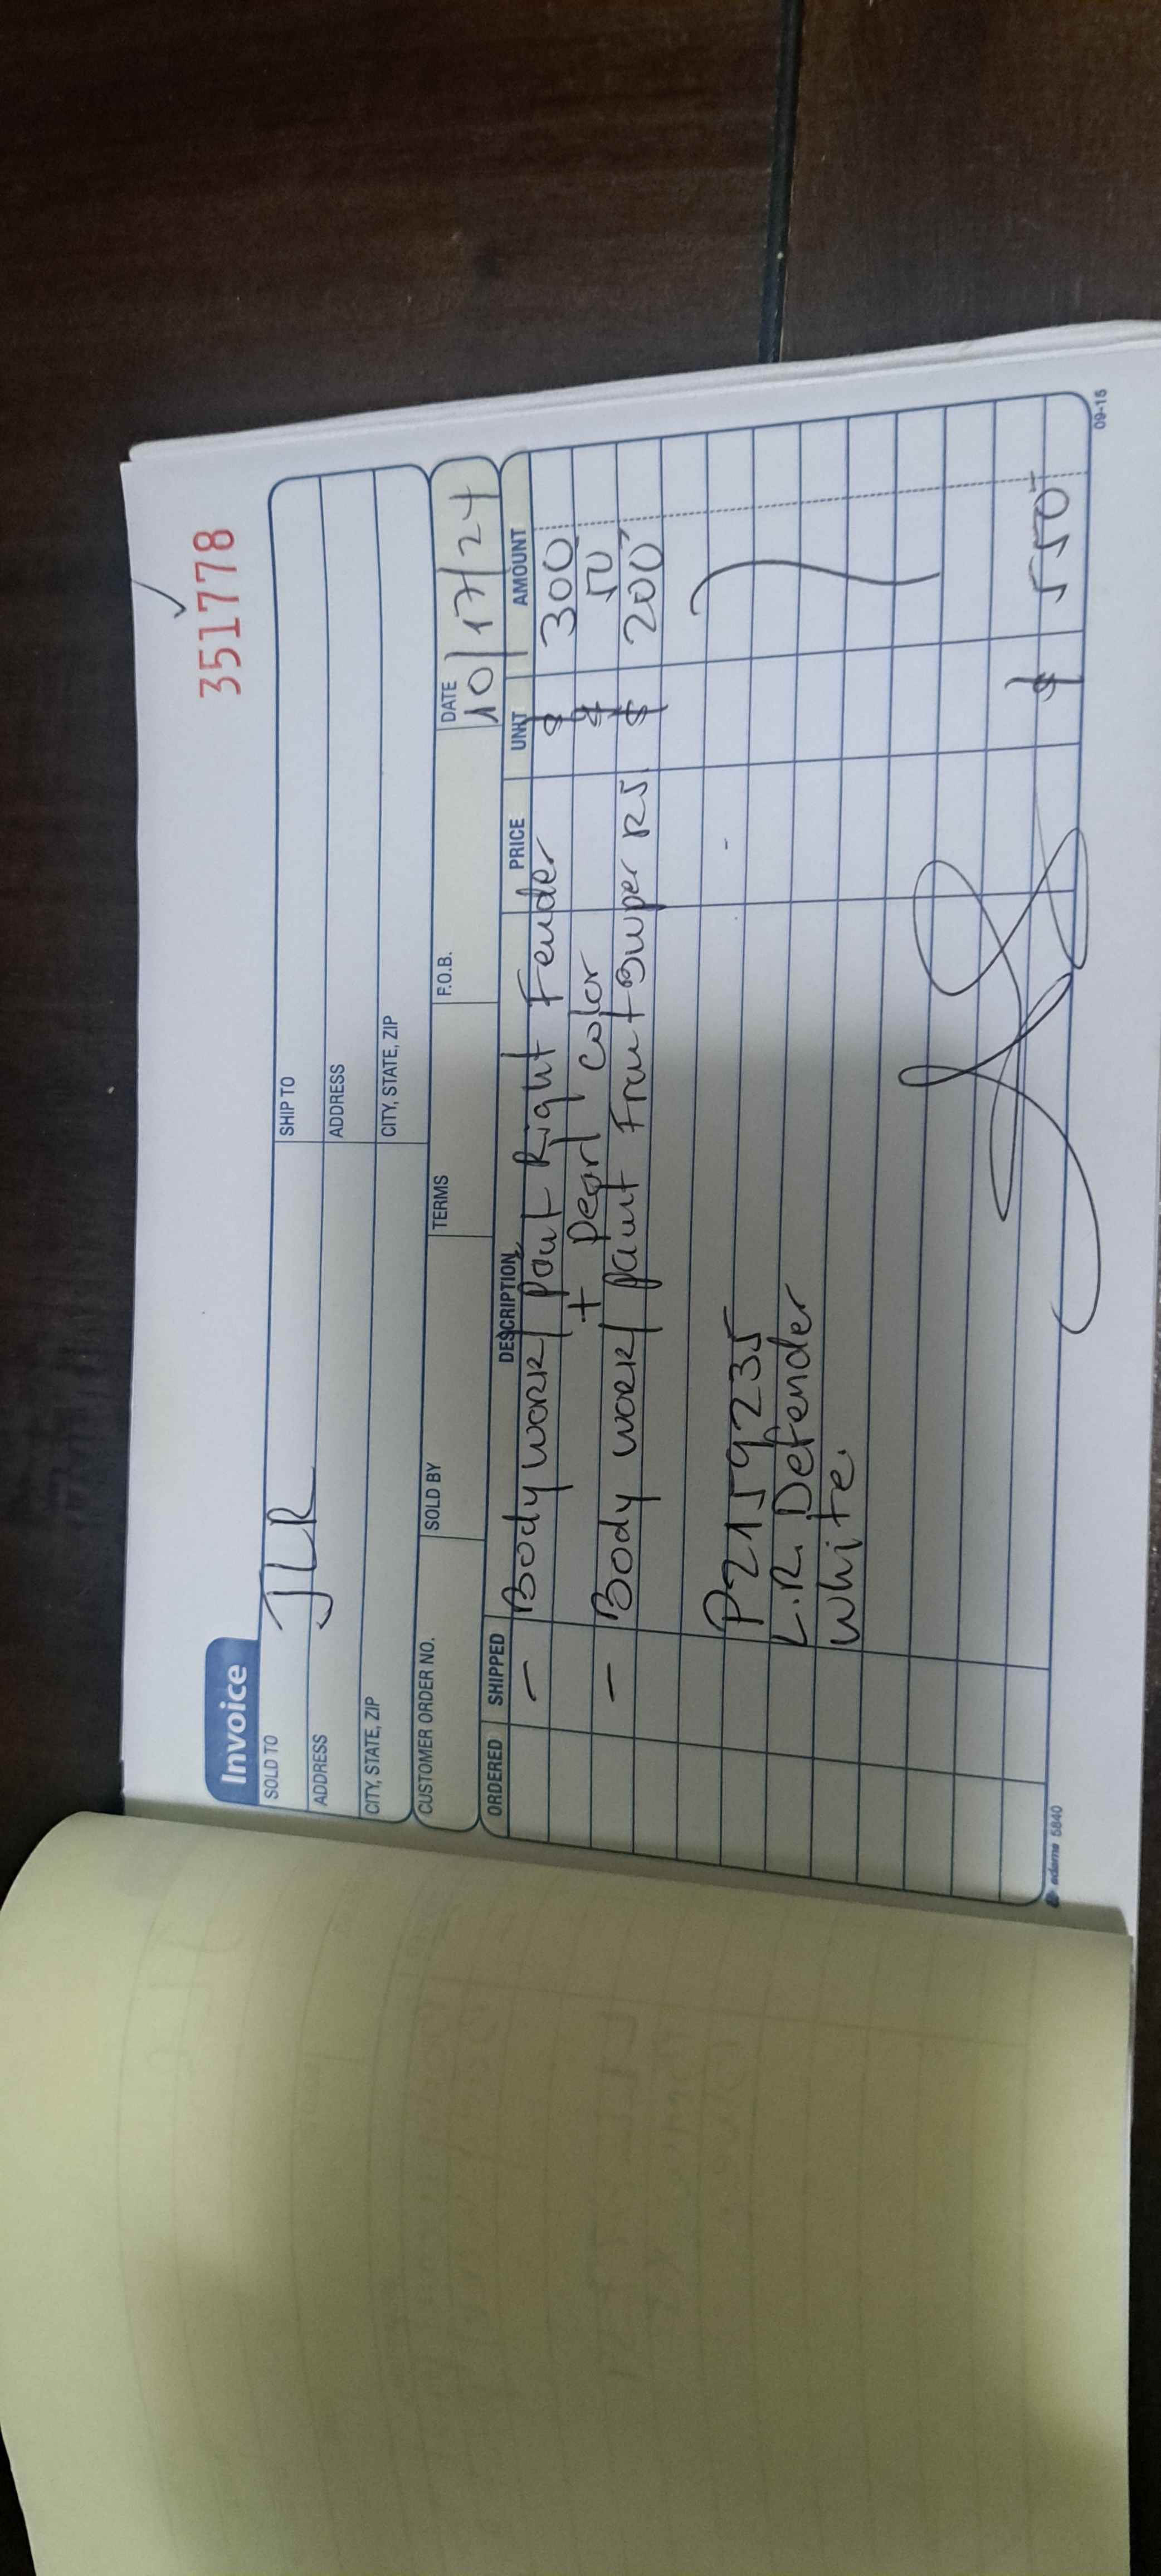 351778
Invoice
SOLD TO JLR SHIP TO
ADDRESS ADDRESS
CITY, STATE, ZIP CITY, STATE, ZIP
CUSTOMER ORDER NO. SOLD BY TERMS F.O.B. DATE 10/17/24
ORDERED SHIPPED DESCRIPTION PRICE UNIT AMOUNT
- Body work/ paint Right Fender $ 300
+ Pearl Color $ 50
- Body work/ paint Front Bumper RS $ 200
P2159235
L.R. Defender
White
$ 550
adams 5840 09-15